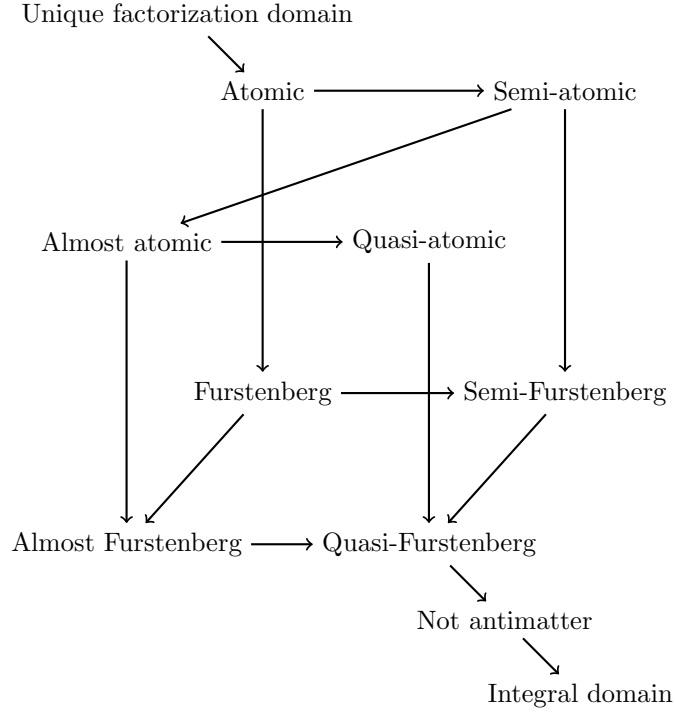 Unique factorization domain
Atomic
Semi-atomic
Almost atomic
Quasi-atomic
Furstenberg
Semi-Furstenberg
Almost Furstenberg
Quasi-Furstenberg
Not antimatter
Integral domain